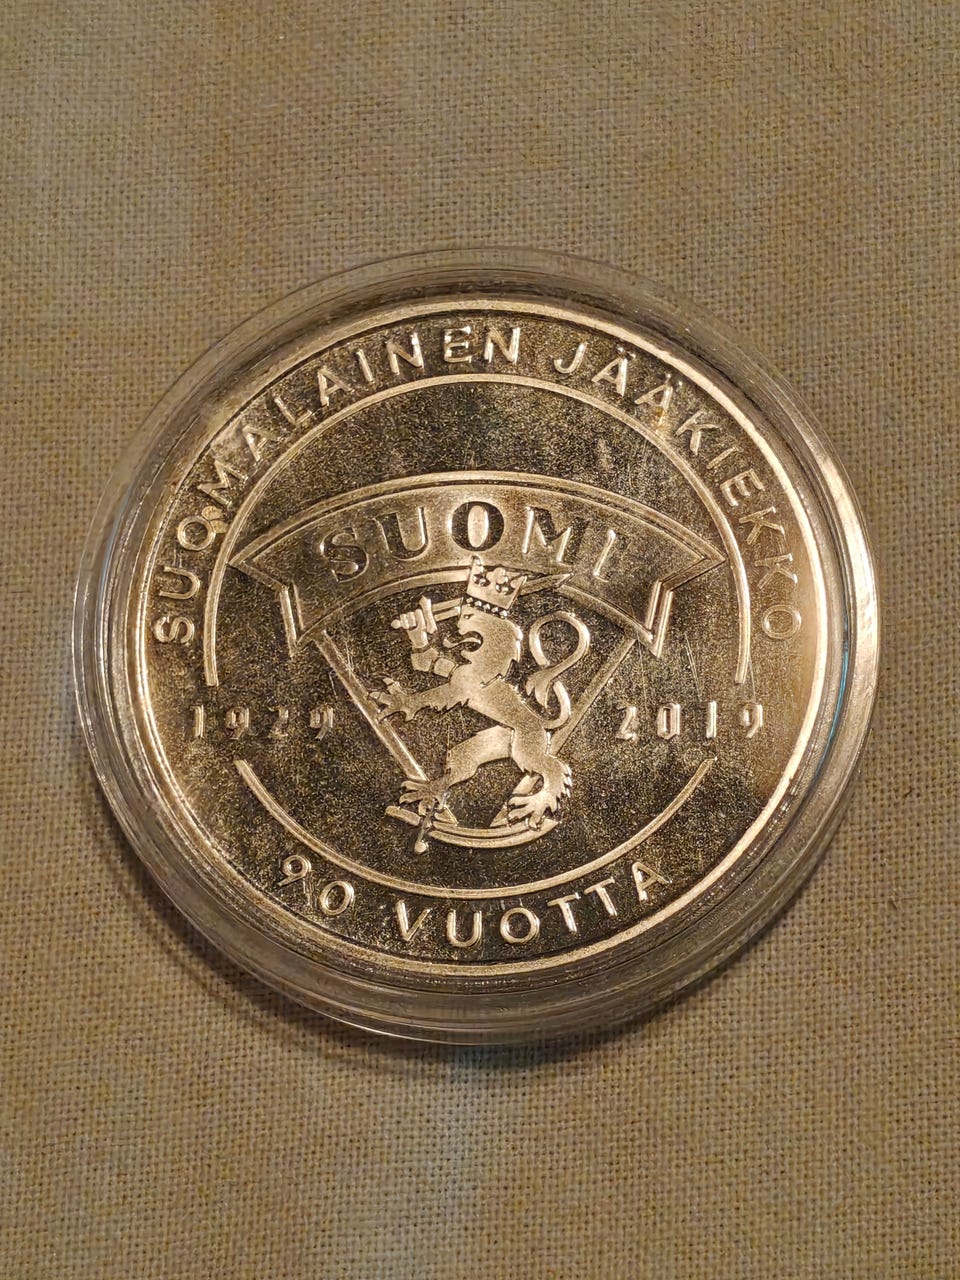 SUOMALAINEN JÄÄKIEKKO
SUOMI
1929 2019
90 VUOTTA